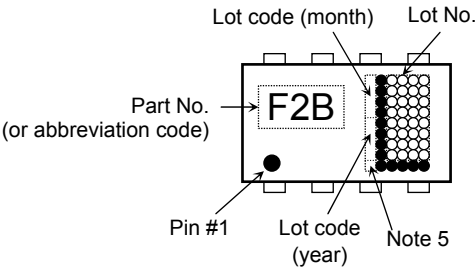 Lot code (month)
Lot No.
Part No.
(or abbreviation code)
F2B
Pin #1
Lot code
(year)
Note 5